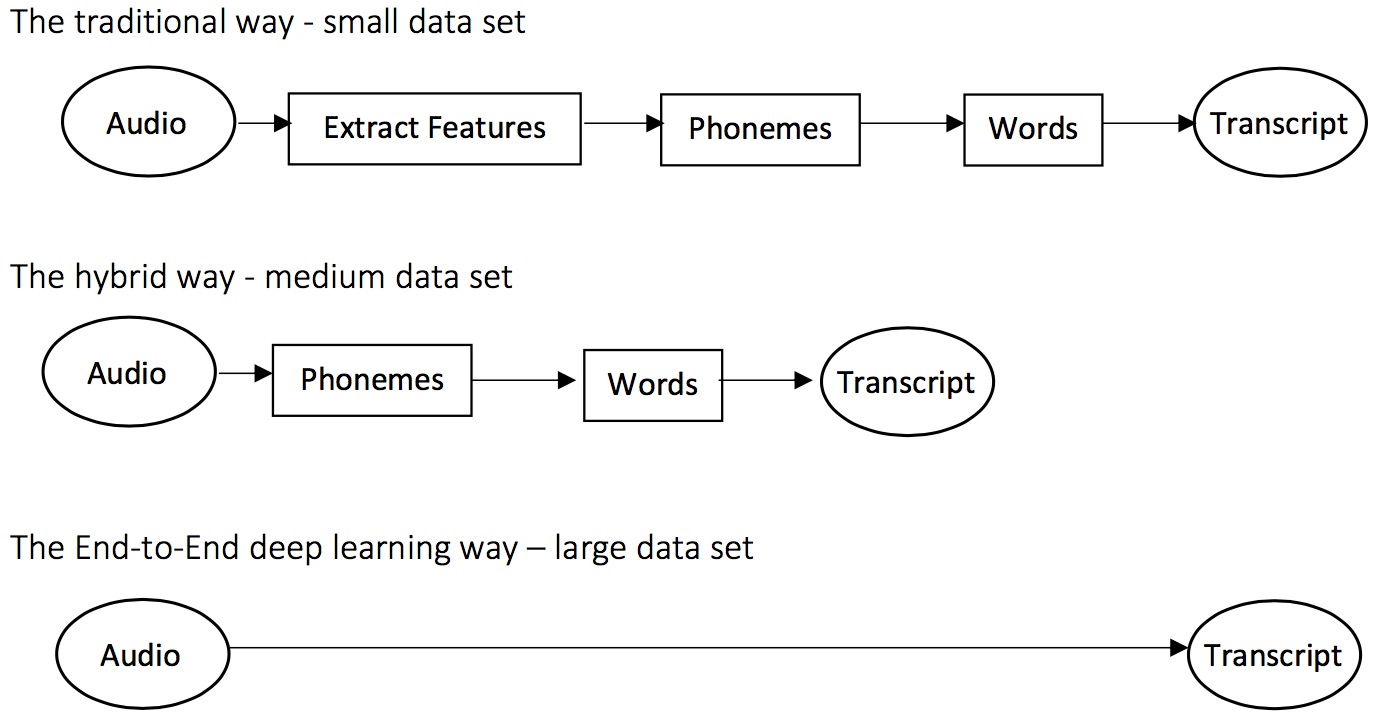 The traditional way - small data set
Audio
Extract Features
Phonemes
Words
Transcript
The hybrid way - medium data set
Audio
Phonemes
Words
Transcript
The End-to-End deep learning way – large data set
Audio
Transcript